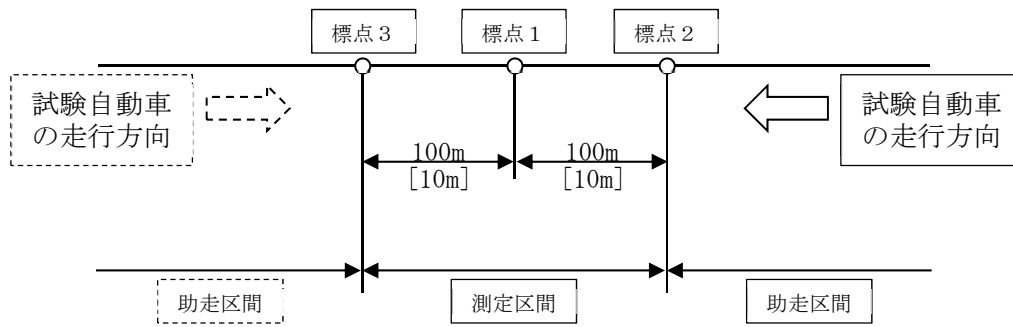 標点３
標点１
標点２
試験自動車
の走行方向
試験自動車
の走行方向
100m
[10m]
100m
[10m]
助走区間
測定区間
助走区間